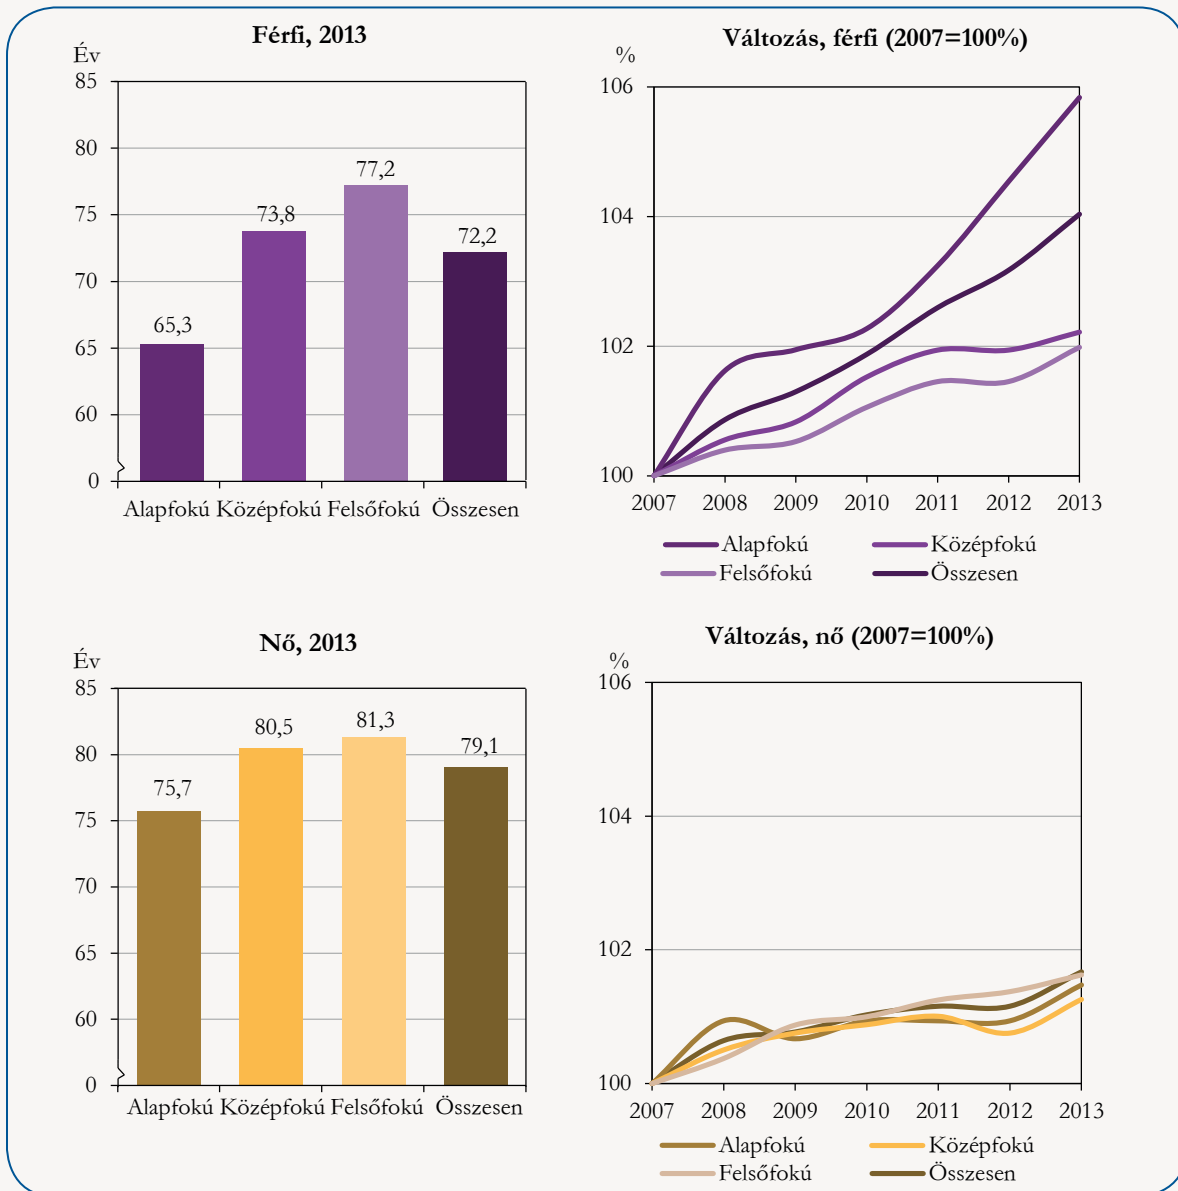 Férfi, 2013
Év
85
80
75
70
65
60
0
65,3
73,8
77,2
72,2
Alapfokú Középfokú Felsőfokú Összesen
Változás, férfi (2007=100%)
%
106
104
102
100
2007 2008 2009 2010 2011 2012 2013
Alapfokú Középfokú
Felsőfokú Összesen
Nő, 2013
Év
85
80
75
70
65
60
0
75,7
80,5
81,3
79,1
Alapfokú Középfokú Felsőfokú Összesen
Változás, nő (2007=100%)
%
106
104
102
100
2007 2008 2009 2010 2011 2012 2013
Alapfokú Középfokú
Felsőfokú Összesen